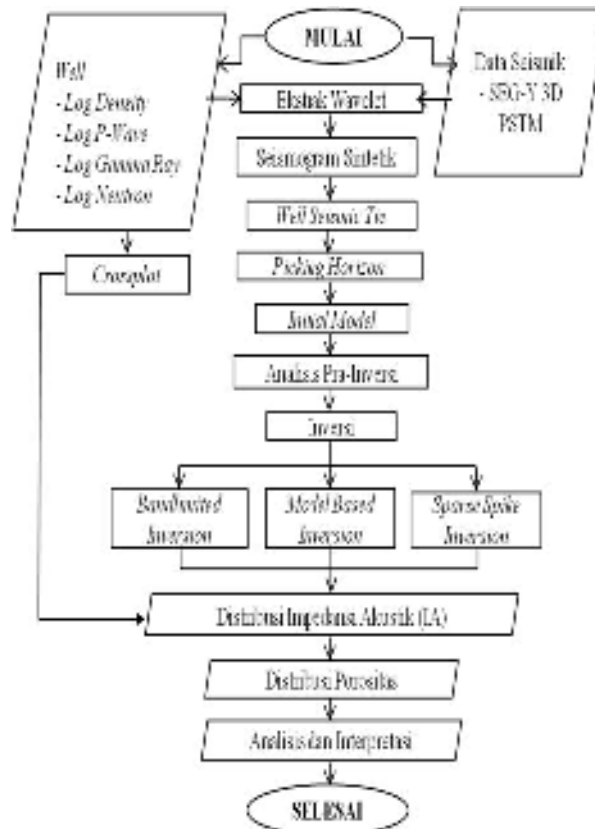 MULAI
Well
- Log Density
- Log P-Wave
- Log Gamma Ray
- Log Neutron
Data Seismik
- SEG-Y 3D
PSTM
Ekstrak Wavelet
Seismogram Sintetik
Well Seismic Tie
Picking Horizon
Crossplot
Initial Model
Analisis Pra-Inversi
Inversi
Bandlimited
Inversion
Model Based
Inversion
Sparse Spike
Inversion
Distribusi Impedansi Akustik (IA)
Distribusi Porositas
Analisis dan Interpretasi
SELESAI